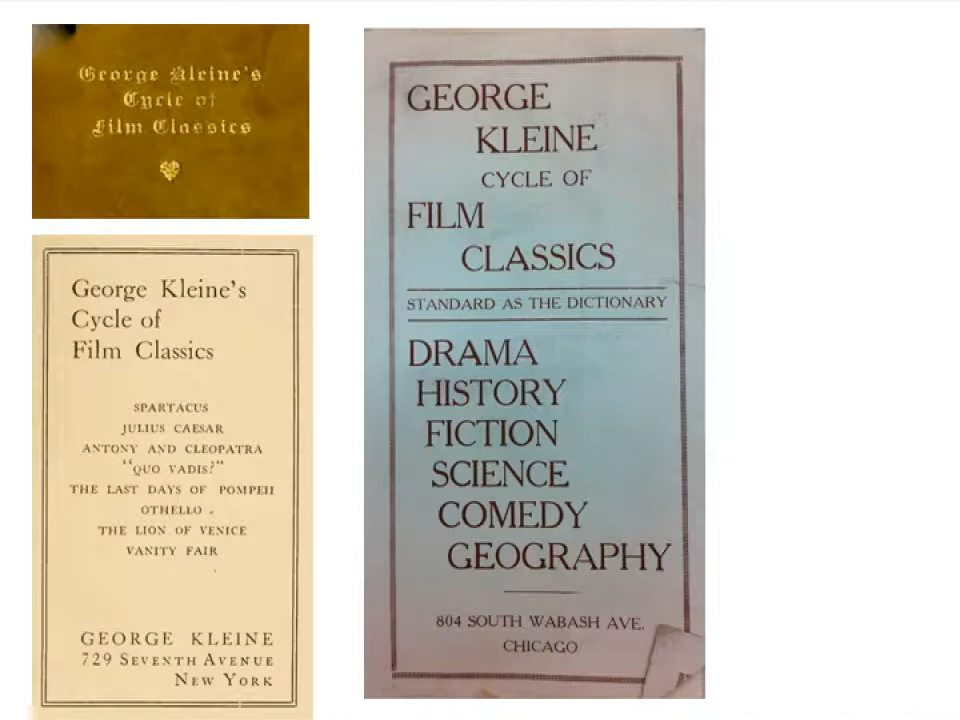 George Kleine's
Cycle of
Film Classics
George Kleine's
Cycle of
Film Classics
SPARTACUS
JULIUS CAESAR
ANTONY AND CLEOPATRA
"QUO VADIS?"
THE LAST DAYS OF POMPEII
OTHELLO
THE LION OF VENICE
VANITY FAIR
GEORGE KLEINE
729 SEVENTH AVENUE
NEW YORK
GEORGE
KLEINE
CYCLE OF
FILM
CLASSICS
STANDARD AS THE DICTIONARY
DRAMA
HISTORY
FICTION
SCIENCE
COMEDY
GEOGRAPHY
804 SOUTH WABASH AVE.
CHICAGO